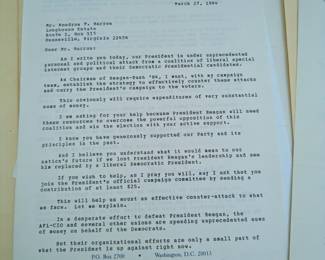 March 27, 1984
Mr. Woodrow P. Warren
Longhouse Estate
Route 2, Box 515
Dear Mr. Warren:
As I write you today, our President is under unprecedented
personal and political attack from a coalition of liberal special
interest groups and their Democratic Presidential candidates.
As Chairman of Reagan-Bush '84, I want, with my campaign
team, establish the strategy to effectively counter these attacks
and carry the President's campaign to the voters.
This obviously will require expenditures of very substantial
sums of money.
I am asking for your help because President Reagan will need
these resources to overcome the powerful opposition of this
coalition and win the election with your active support.
I know you have generously supported our Party and its
principles in the past.
And I believe you understand what it would mean to our
nation's future if we lost President Reagan's leadership and saw
him replaced by a liberal Democratic President.
If you wish to help, as I pray you will, may I ask that you
join the President's official campaign committee by sending a
contribution of at least $25.
This will help us mount an effective counter-attack to what
we face. Let me explain.
In a desperate effort to defeat President Reagan, the
AFL-CIO and several other unions are spending unprecedented sums
of money on behalf of the Democrats.
But their organizational efforts are only a small part of
what the President is up against right now.
P.O. Box 2700 • Washington, D.C. 20013